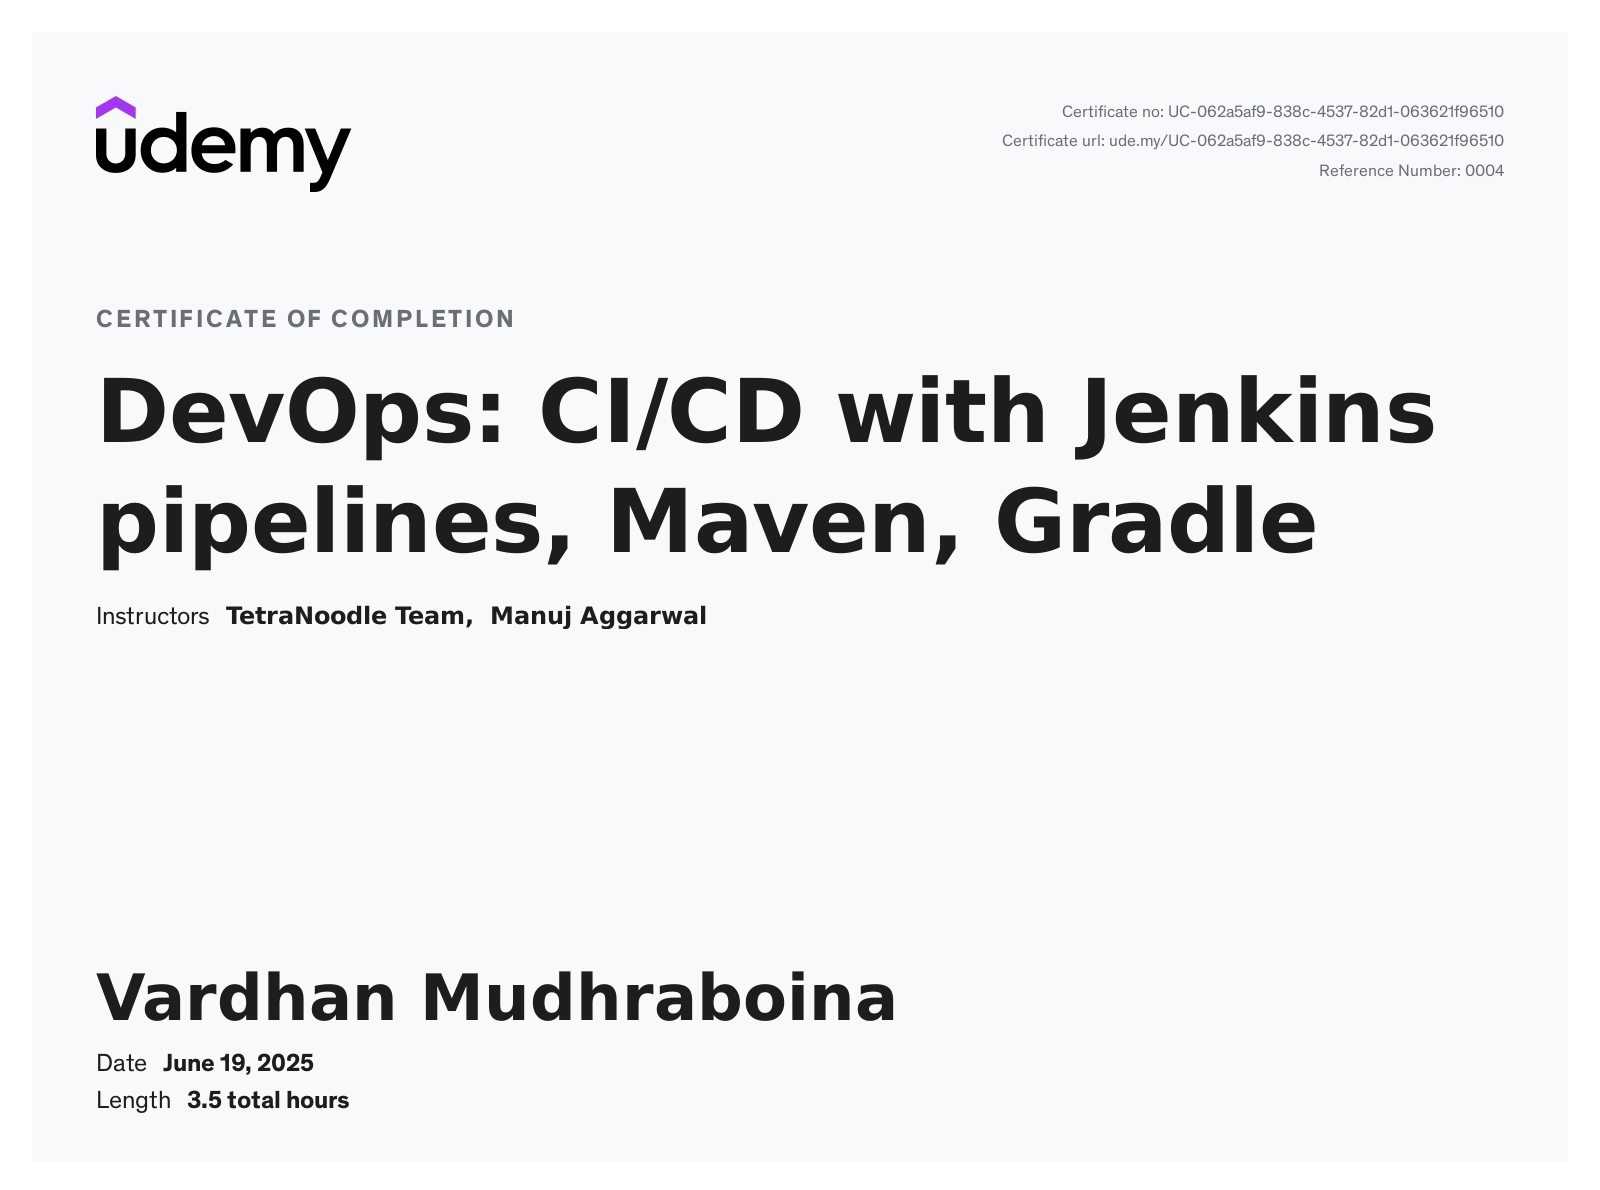 udemy
Certificate no: UC-062a5af9-838c-4537-82d1-063621f96510
Certificate url: ude.my/UC-062a5af9-838c-4537-82d1-063621f96510
Reference Number: 0004
CERTIFICATE OF COMPLETION
DevOps: CI/CD with Jenkins
pipelines, Maven, Gradle
Instructors TetraNoodle Team, Manuj Aggarwal
Vardhan Mudhraboina
Date June 19, 2025
Length 3.5 total hours